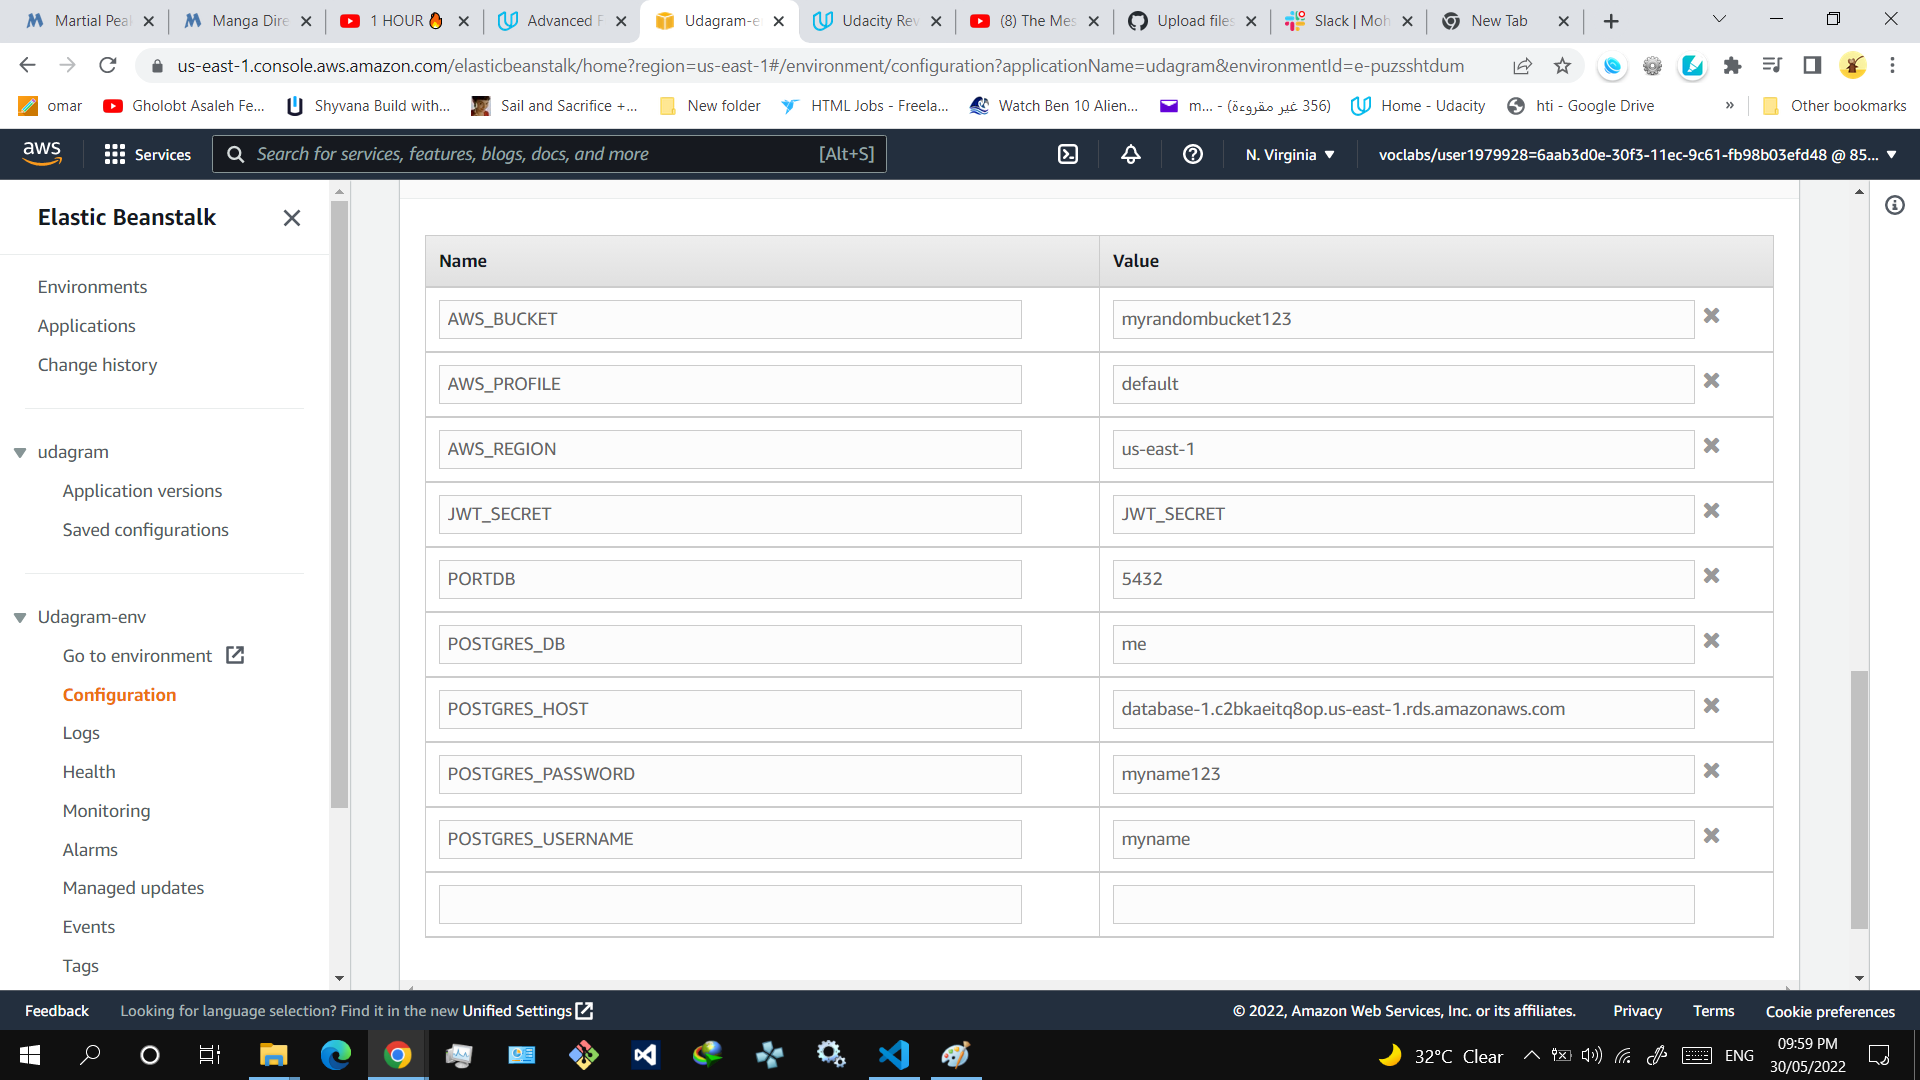 Martial Peal
Manga Dire
1 HOUR
Advanced F
Udagram-e
Udacity Rev
(8) The Mes
Upload files
Slack | Moh
New Tab
us-east-1.console.aws.amazon.com/elasticbeanstalk/home?region=us-east-1#/environment/configuration?applicationName=udagram&environmentId=e-puzsshtdum
omar
Gholobt Asaleh Fe...
Shyvana Build with...
Sail and Sacrifice +...
New folder
HTML Jobs - Freela...
Watch Ben 10 Alien...
m... - (356 غير مقروءة)
Home - Udacity
hti - Google Drive
»
Other bookmarks
aws
Services
Search for services, features, blogs, docs, and more [Alt+S]
N. Virginia
voclabs/user1979928=6aab3d0e-30f3-11ec-9c61-fb98b03efd48 @ 85...
Elastic Beanstalk
Environments
Applications
Change history
udagram
Application versions
Saved configurations
Udagram-env
Go to environment
Configuration
Logs
Health
Monitoring
Alarms
Managed updates
Events
Tags
Name Value
AWS_BUCKET myrandombucket123
AWS_PROFILE default
AWS_REGION us-east-1
JWT_SECRET JWT_SECRET
PORTDB 5432
POSTGRES_DB me
POSTGRES_HOST database-1.c2bkaeitq8op.us-east-1.rds.amazonaws.com
POSTGRES_PASSWORD myname123
POSTGRES_USERNAME myname
Feedback
Looking for language selection? Find it in the new Unified Settings
© 2022, Amazon Web Services, Inc. or its affiliates.
Privacy
Terms
Cookie preferences
32°C Clear
ENG
09:59 PM
30/05/2022